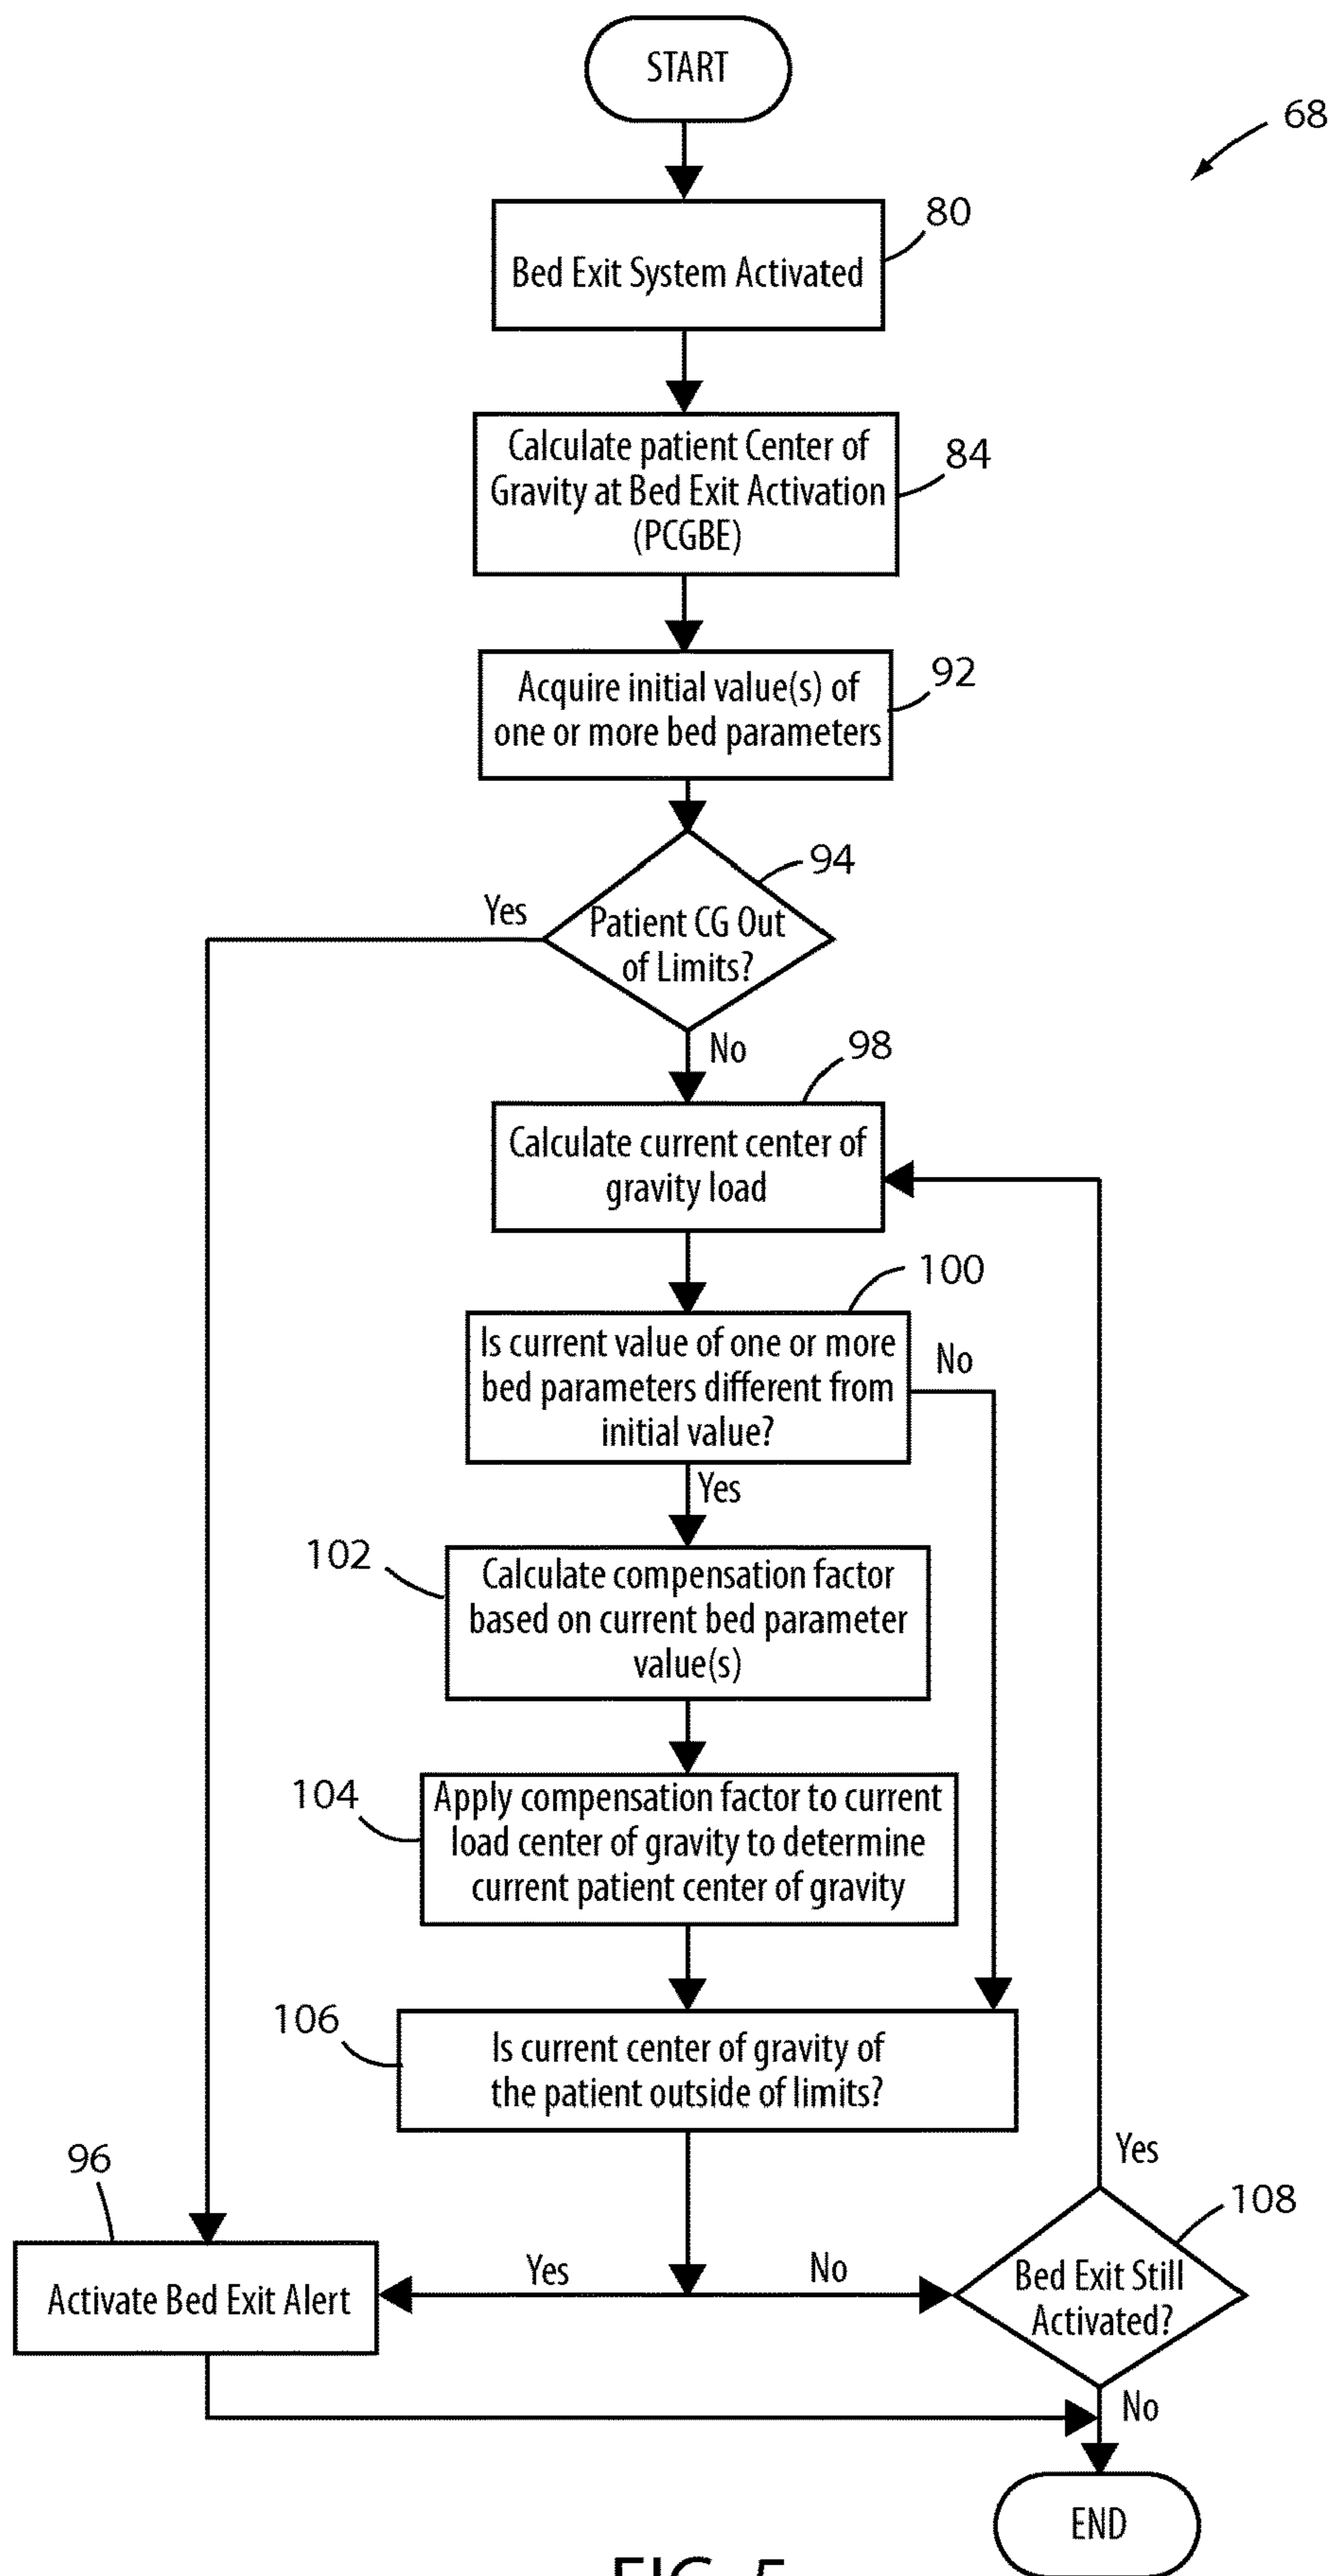 START
68
80
Bed Exit System Activated
Calculate patient Center of
Gravity at Bed Exit Activation
(PCGBE)
84
Acquire initial value(s) of
one or more bed parameters
92
94
Yes
Patient CG Out
of Limits?
No
98
Calculate current center of
gravity load
100
Is current value of one or more
bed parameters different from
initial value?
No
Yes
102
Calculate compensation factor
based on current bed parameter
value(s)
104
Apply compensation factor to current
load center of gravity to determine
current patient center of gravity
106
Is current center of gravity of
the patient outside of limits?
96
Yes
108
Activate Bed Exit Alert
Yes
No
Bed Exit Still
Activated?
No
END
FIG. 5